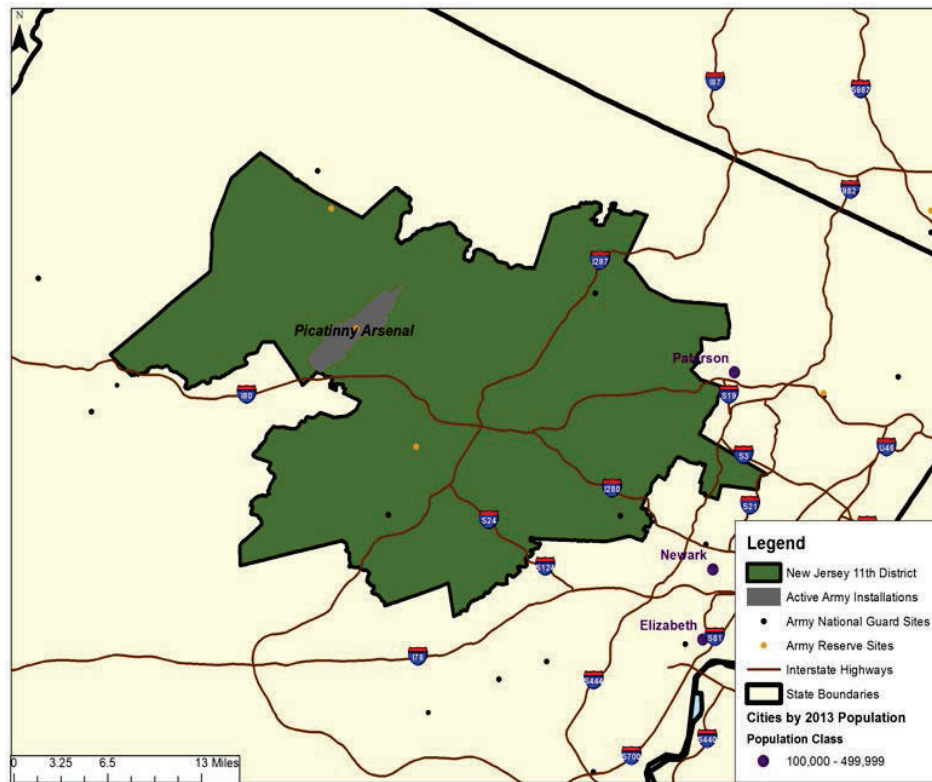 N
I87
S987
982
I287
Picatinny Arsenal
Paterson
I80
S19
S3
U46
I280
S21
S24
Newark
S124
Elizabeth
S81
I78
S444
S440
S700
Legend
New Jersey 11th District
Active Army Installations
Army National Guard Sites
Army Reserve Sites
Interstate Highways
State Boundaries
Cities by 2013 Population
Population Class
100,000 - 499,999
0 3.25 6.5 13 Miles